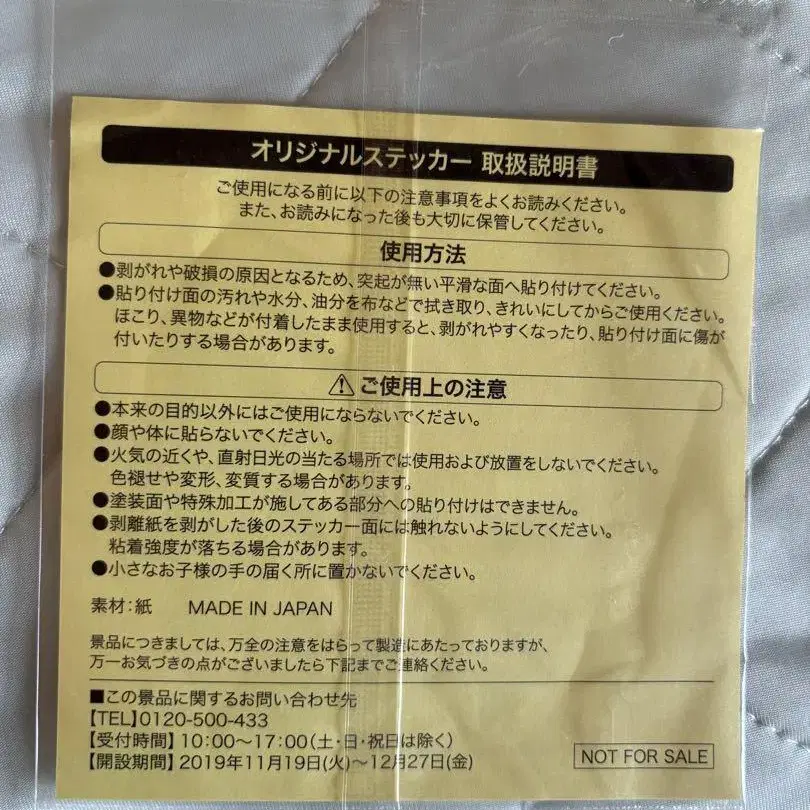 オリジナルステッカー 取扱説明書
ご使用になる前に以下の注意事項をよくお読みください。
また、お読みになった後も大切に保管してください。
使用方法
●剥がれや破損の原因となるため、突起が無い平滑な面へ貼り付けてください。
●貼り付け面の汚れや水分、油分を布などで拭き取り、きれいにしてからご使用ください。
ほこり、異物などが付着したまま使用すると、剥がれやすくなったり、貼り付け面に傷が
付いたりする場合があります。
⚠ご使用上の注意
●本来の目的以外にはご使用にならないでください。
●顔や体に貼らないでください。
●火気の近くや、直射日光の当たる場所では使用および放置をしないでください。
色褪せや変形、変質する場合があります。
●塗装面や特殊加工が施してある部分への貼り付けはできません。
●剥離紙を剥がした後のステッカー面には触れないようにしてください。
粘着強度が落ちる場合があります。
●小さなお子様の手の届く所に置かないでください。
素材:紙 MADE IN JAPAN
景品につきましては、万全の注意をはらって製造にあたっておりますが、
万一お気づきの点がございましたら下記までご連絡ください。
■この景品に関するお問い合わせ先
【TEL】0120-500-433
【受付時間】10:00〜17:00(土・日・祝日は除く)
【開設期間】2019年11月19日(火)〜12月27日(金)
NOT FOR SALE